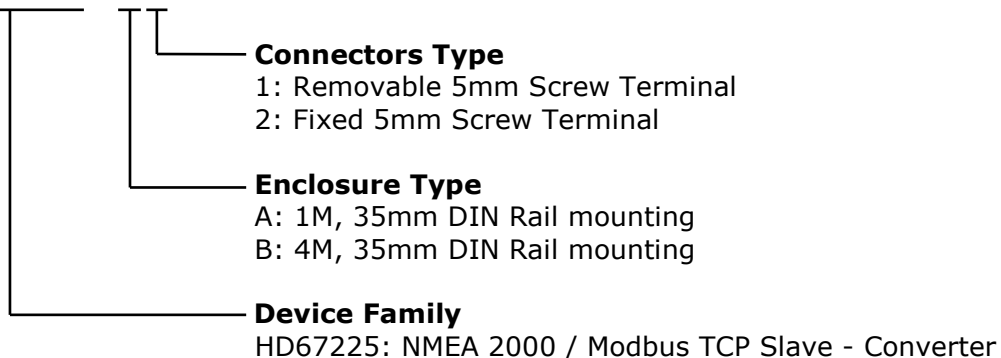 Connectors Type
1: Removable 5mm Screw Terminal
2: Fixed 5mm Screw Terminal
Enclosure Type
A: 1M, 35mm DIN Rail mounting
B: 4M, 35mm DIN Rail mounting
Device Family
HD67225: NMEA 2000 / Modbus TCP Slave - Converter